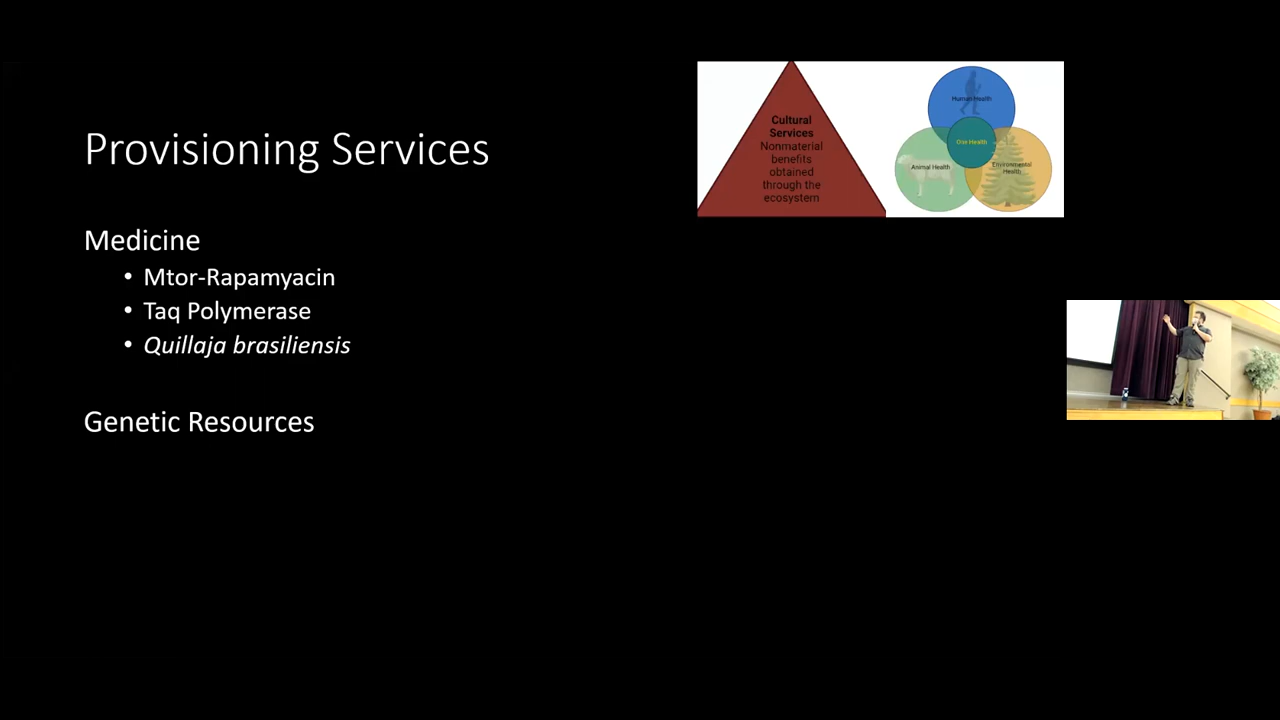 Provisioning Services
Medicine
• Mtor-Rapamyacin
• Taq Polymerase
• Quillaja brasiliensis
Genetic Resources
Cultural
Services
Nonmaterial
benefits
obtained
through the
ecosystem
Human Health
One Health
Animal Health
Environmental
Health